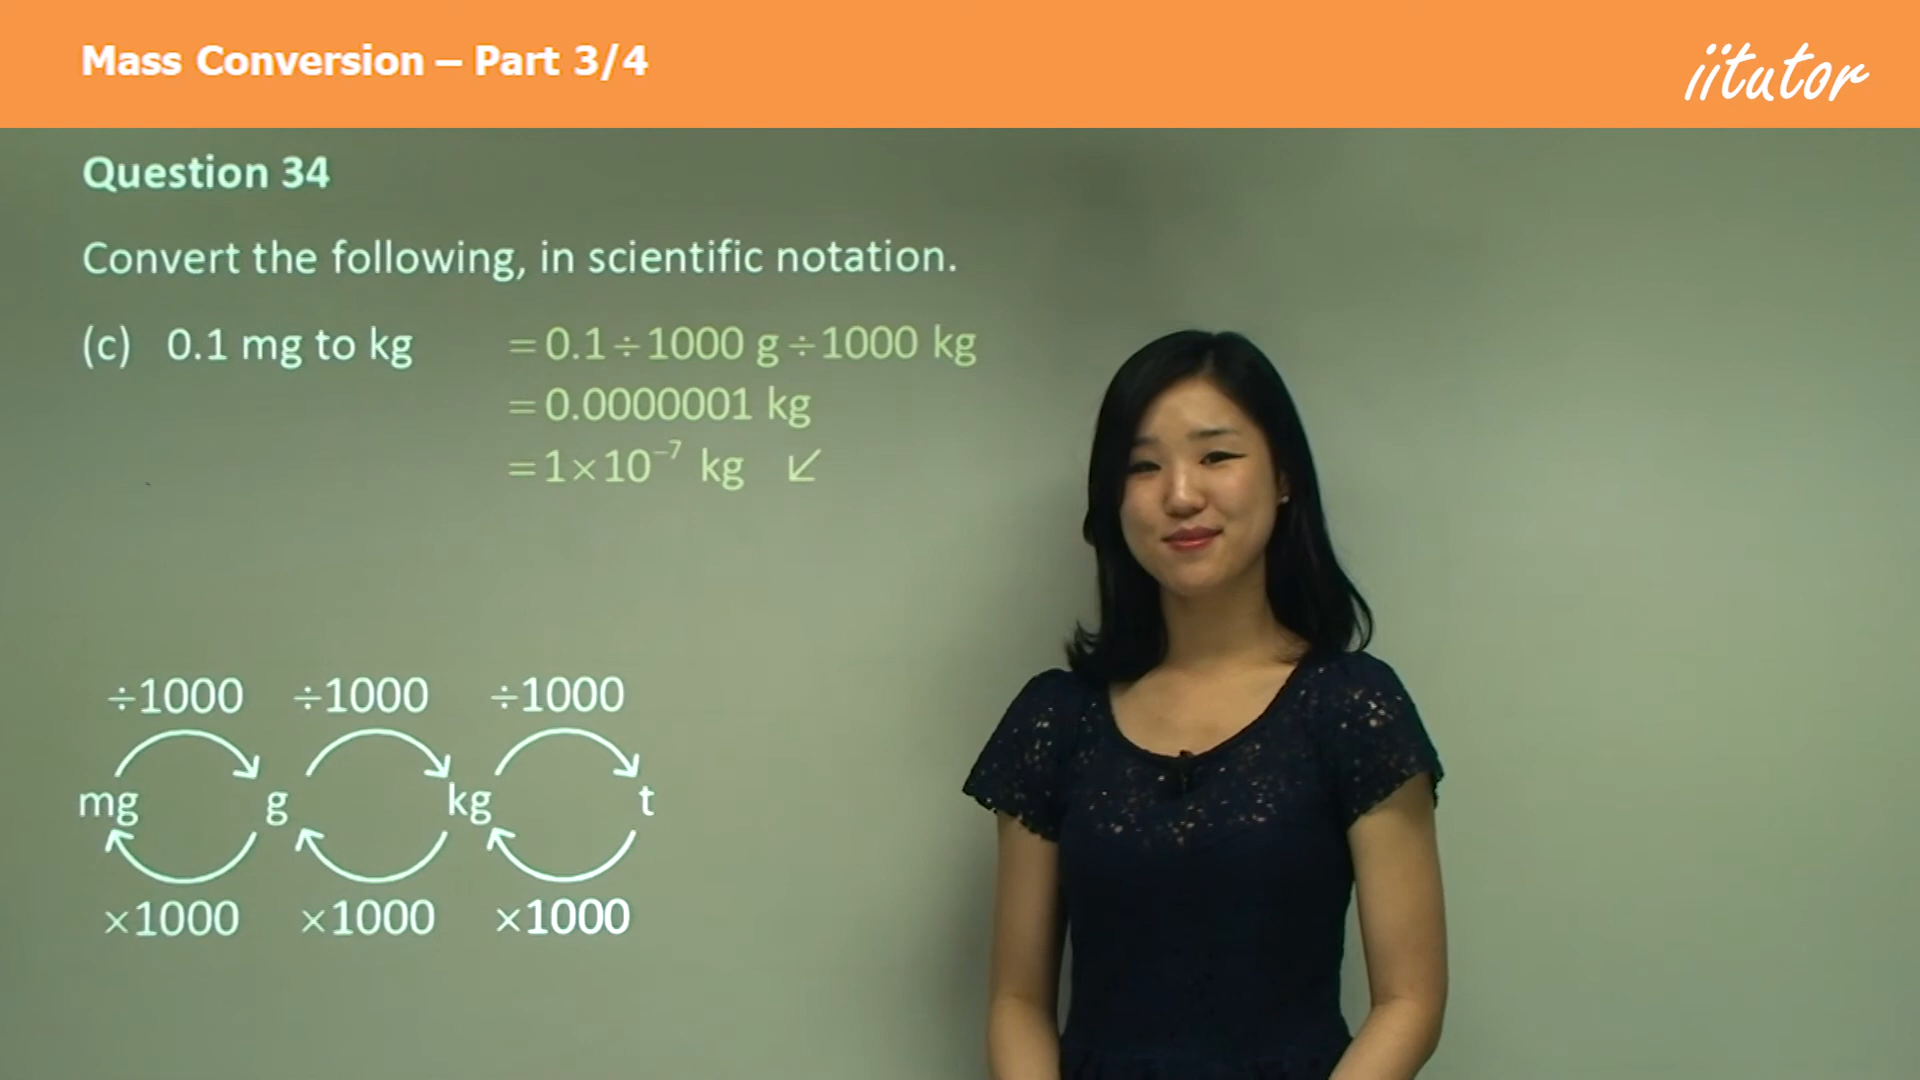 Mass Conversion – Part 3/4
iitutor
Question 34
Convert the following, in scientific notation.
(c) 0.1 mg to kg = 0.1 ÷ 1000 g ÷ 1000 kg
= 0.0000001 kg
= 1 × 10⁻⁷ kg ↙
÷1000 ÷1000 ÷1000
mg g kg t
×1000 ×1000 ×1000